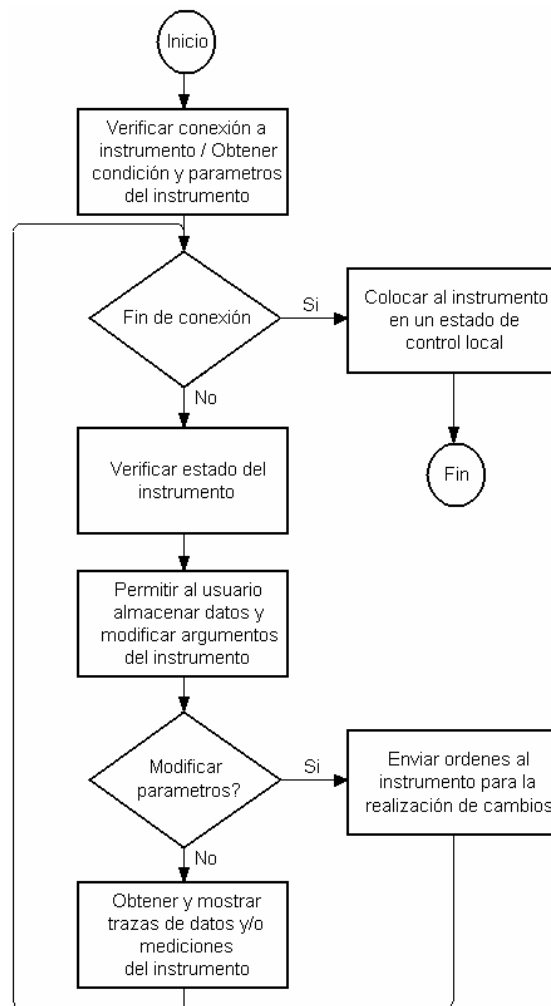 Inicio
Verificar conexión a
instrumento / Obtener
condición y parametros
del instrumento
Fin de conexión
Si
Colocar al instrumento
en un estado de
control local
No
Fin
Verificar estado del
instrumento
Permitir al usuario
almacenar datos y
modificar argumentos
del instrumento
Modificar
parametros?
Si
Enviar ordenes al
instrumento para la
realización de cambios
No
Obtener y mostrar
trazas de datos y/o
mediciones
del instrumento